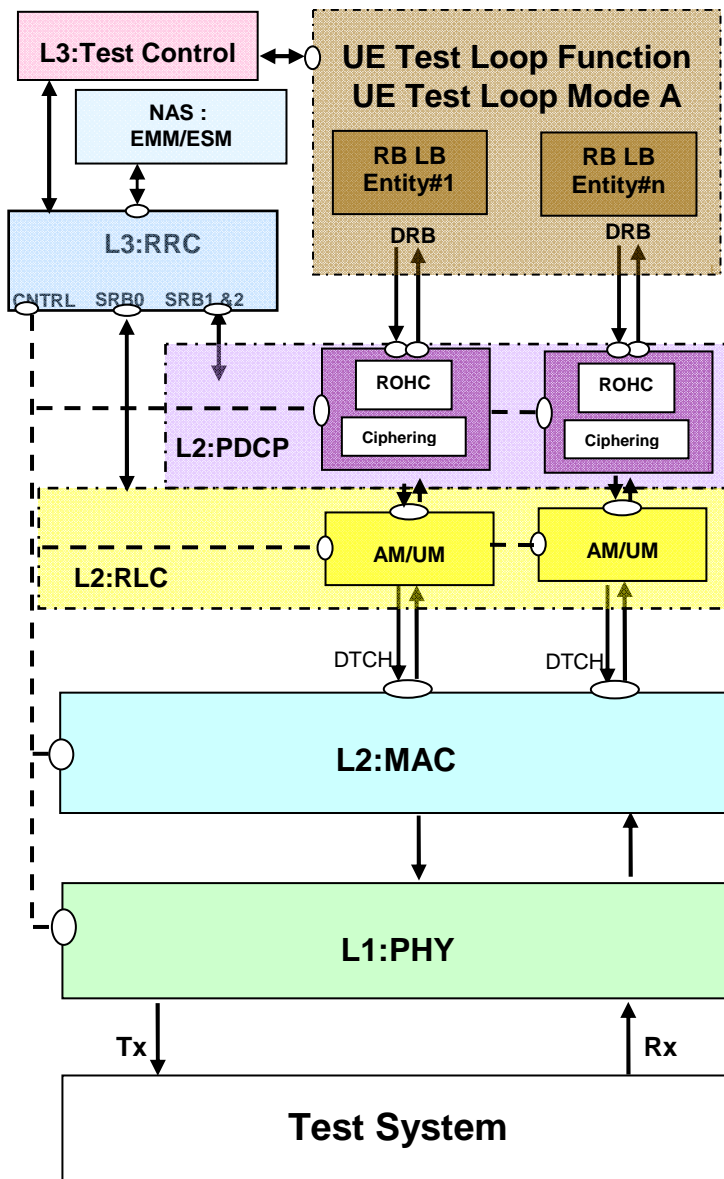 L3:Test Control
UE Test Loop Function
UE Test Loop Mode A
NAS :
EMM/ESM
RB LB
Entity#1
RB LB
Entity#n
DRB
DRB
L3:RRC
CNTRL SRB0 SRB1 &2
ROHC
Ciphering
ROHC
Ciphering
L2:PDCP
AM/UM
AM/UM
L2:RLC
DTCH
DTCH
L2:MAC
L1:PHY
Tx
Rx
Test System